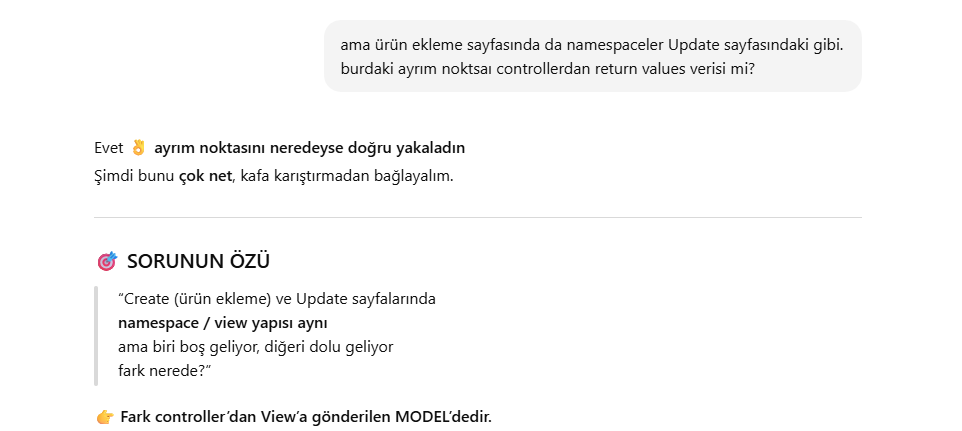 ama ürün ekleme sayfasında da namespaceler Update sayfasındaki gibi.
burdaki ayrım noktsaı controllerdan return values verisi mi?
Evet 👌 ayrım noktasını neredeyse doğru yakaladın
Şimdi bunu çok net, kafa karıştırmadan bağlayalım.
🎯 SORUNUN ÖZÜ
“Create (ürün ekleme) ve Update sayfalarında
namespace / view yapısı aynı
ama biri boş geliyor, diğeri dolu geliyor
fark nerede?”
👉 Fark controller’dan View’a gönderilen MODEL’dedir.